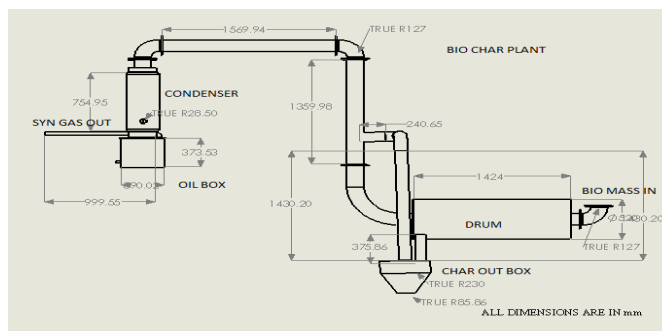 1569.94
TRUE R127
BIO CHAR PLANT
CONDENSER
754.95
TRUE R28.50
1359.98
240.65
SYN GAS OUT
373.53
OIL BOX
999.55
1424
BIO MASS IN
1430.20
1430.20
DRUM
TRUE R127
375.86
CHAR OUT BOX
TRUE R230
TRUE R85.86
ALL DIMENSIONS ARE IN mm